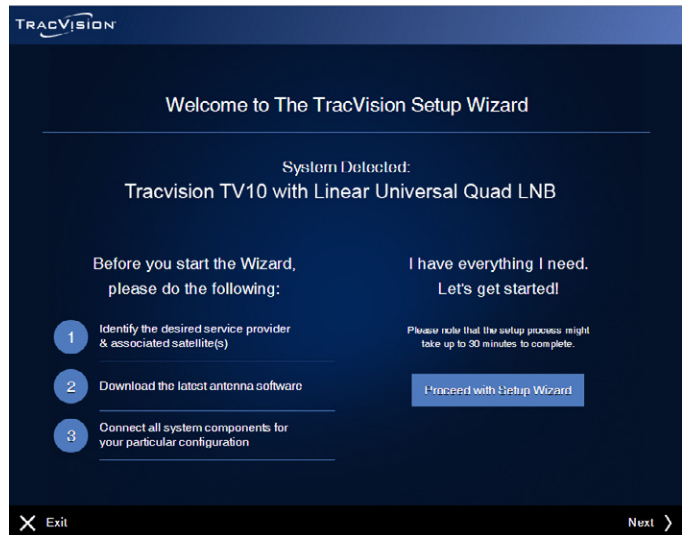 TRACVISION
Welcome to The TracVision Setup Wizard
System Detected:
Tracvision TV10 with Linear Universal Quad LNB
Before you start the Wizard,
please do the following:
1
Identify the desired service provider
& associated satellite(s)
2
Download the latest antenna software
3
Connect all system components for
your particular configuration
I have everything I need.
Let's get started!
Please note that the setup process might
take up to 30 minutes to complete.
Proceed with Setup Wizard
Exit
Next